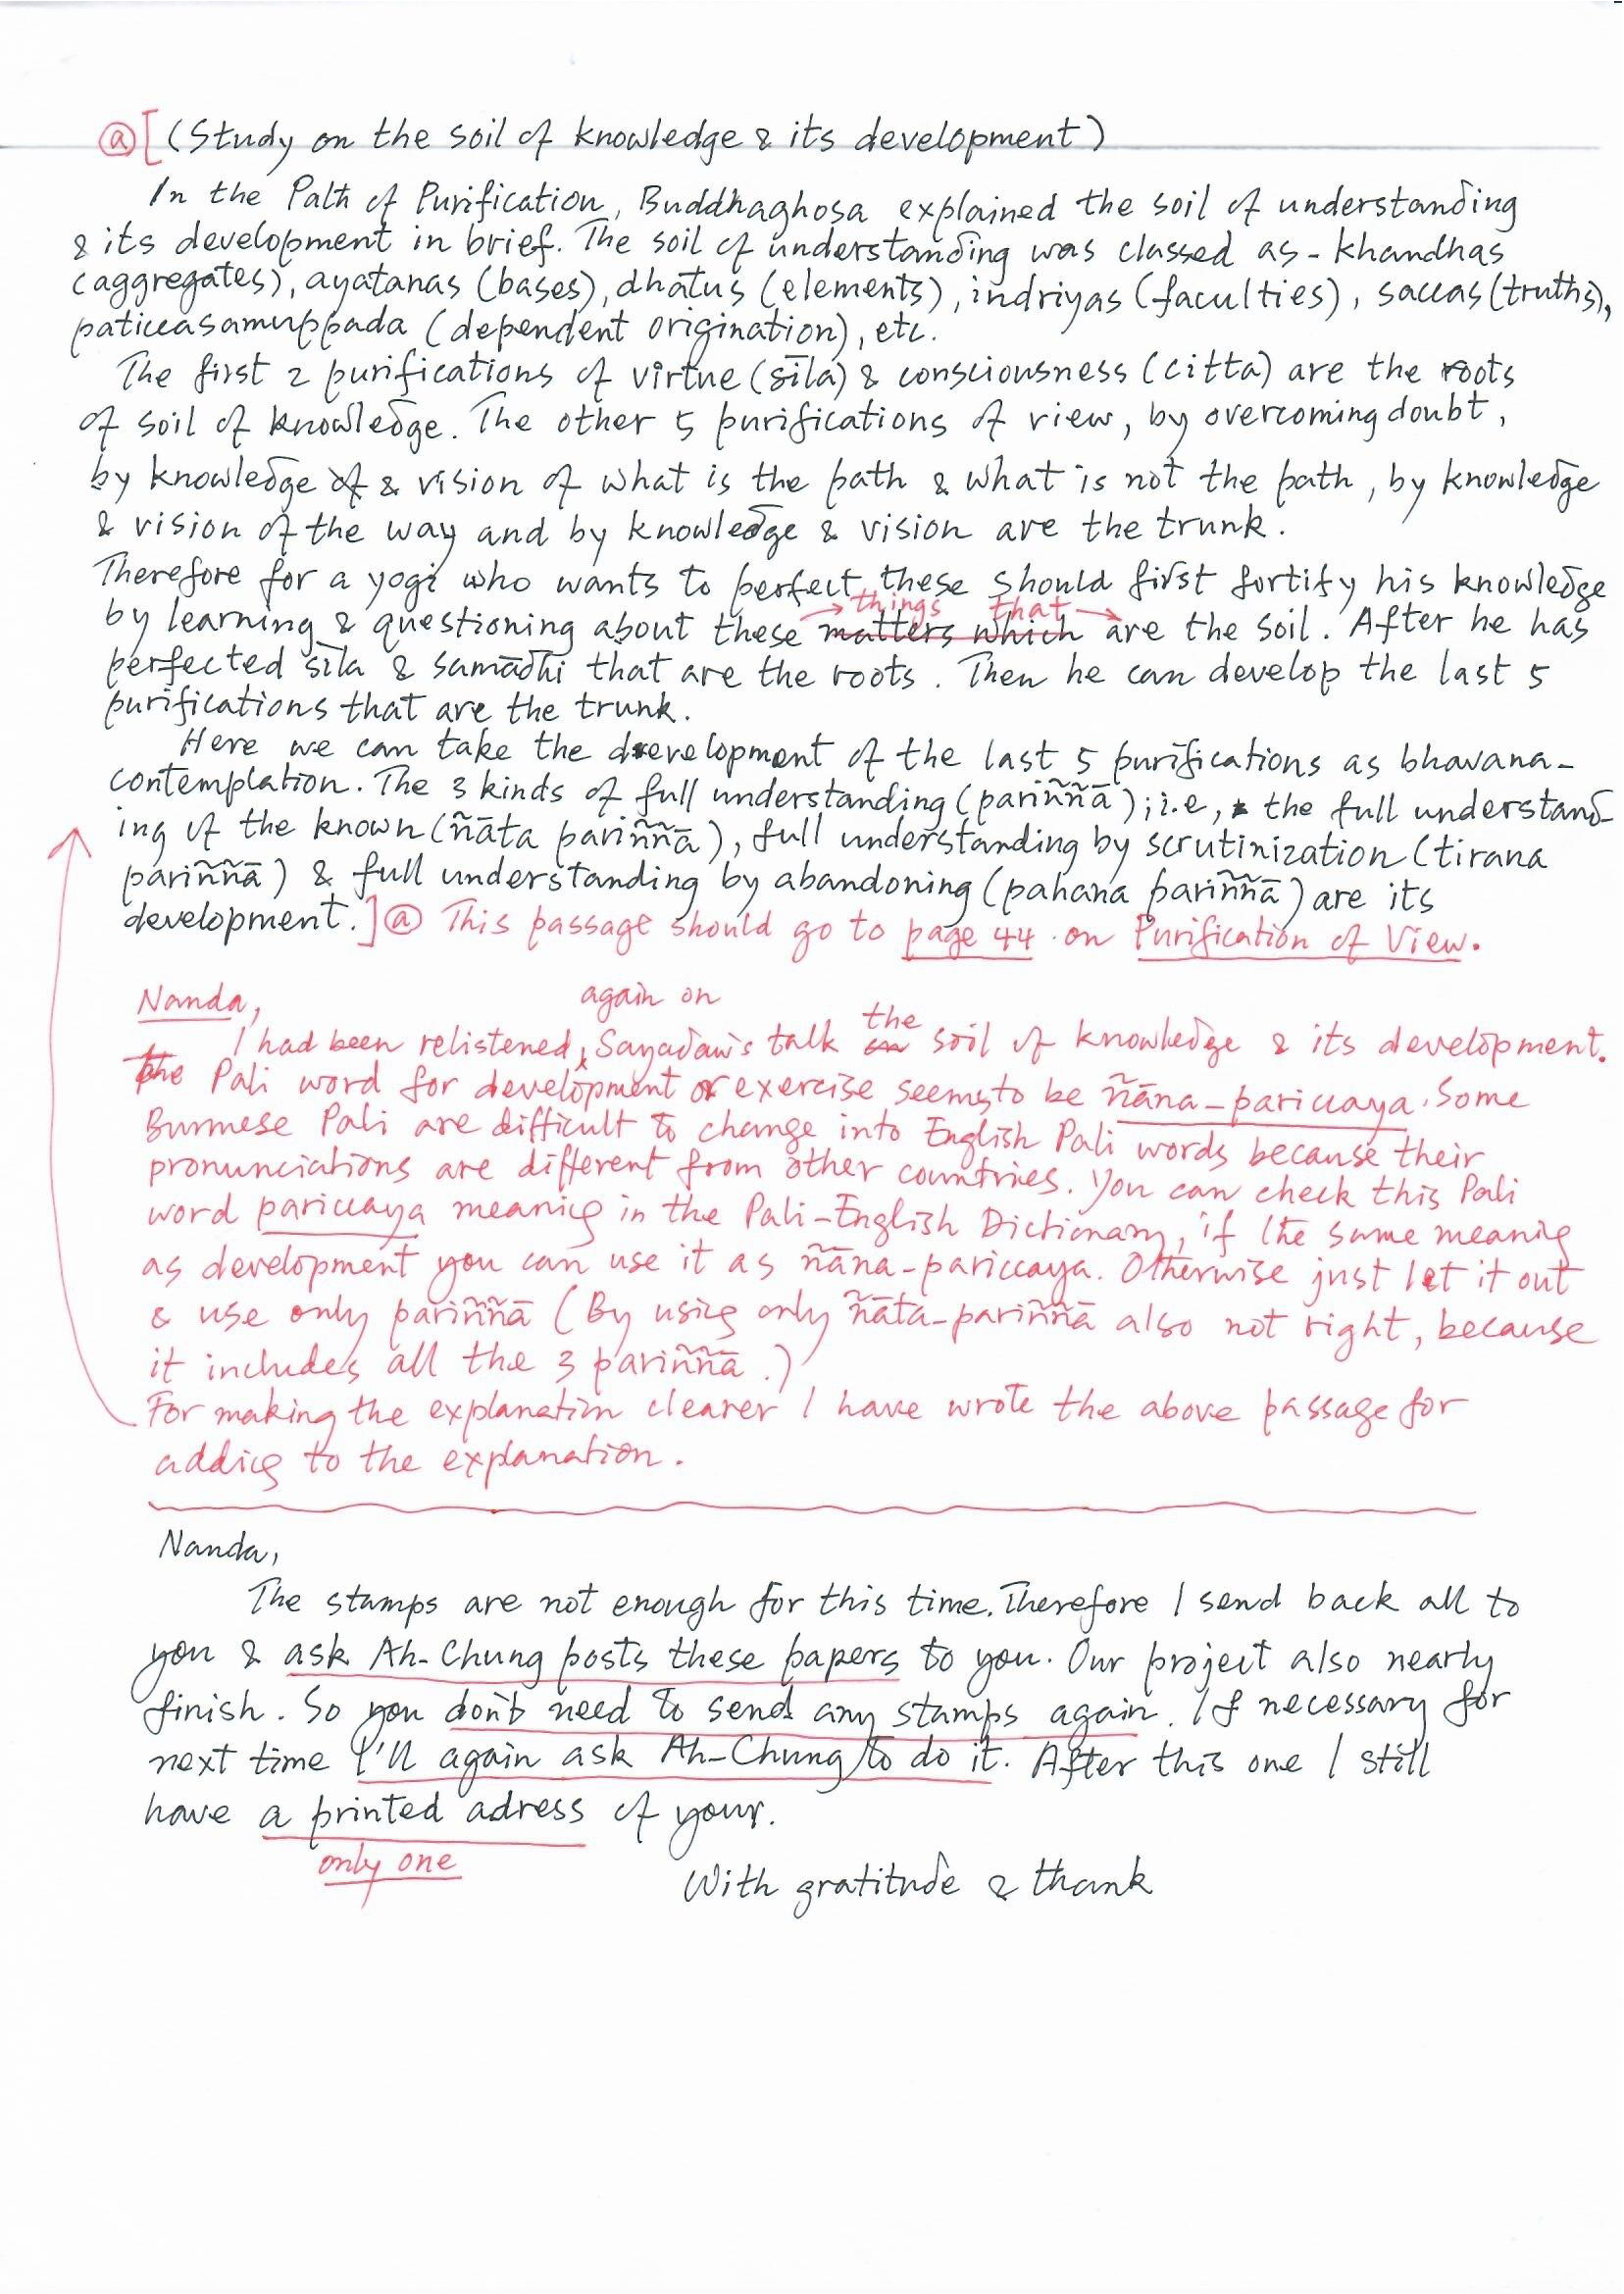 @[(Study on the soil of knowledge & its development)
In the Path of Purification, Buddhaghosa explained the soil of understanding
& its development in brief. The soil of understanding was classed as - khandhas
(aggregates), ayatanas (bases), dhātus (elements), indriyas (faculties), saccas (truths),
paticcasamuppada (dependent origination), etc.
The first 2 purifications of virtue (sīla) & consciousness (citta) are the roots
of soil of knowledge. The other 5 purifications of view, by overcoming doubt,
by knowledge of & vision of what is the path & what is not the path, by knowledge
& vision of the way and by knowledge & vision are the trunk.
Therefore for a yogi who wants to perfect these should first fortify his knowledge
things that
by learning & questioning about these matters which are the soil. After he has
perfected sīla & samādhi that are the roots. Then he can develop the last 5
purifications that are the trunk.
Here we can take the development of the last 5 purifications as bhavana-
contemplation. The 3 kinds of full understanding (pariññā); i.e, the full understand-
ing of the known (ñāta pariññā), full understanding by scrutinization (tirana
pariññā) & full understanding by abandoning (pahana pariññā) are its
development.]@ This passage should go to page 44 on Purification of View.
Nanda,
again on
I had been relistened Sayadaw's talk on the soil of knowledge & its development.
the Pali word for development or exercise seems to be ñāna-pariccaya. Some
Burmese Pali are difficult to change into English Pali words because their
pronunciations are different from other countries. You can check this Pali
word pariccaya meanig in the Pali-English Dictionary, if the same meanig
as development you can use it as ñāna-pariccaya. Otherwise just let it out
& use only pariññā (By usig only ñāta-pariññā also not right, because
it includes all the 3 pariññā.)
For making the explanation clearer I have wrote the above passage for
addig to the explanation.
Nanda,
The stamps are not enough for this time. Therefore I send back all to
you & ask Ah-Chung posts these papers to you. Our project also nearly
finish. So you don't need to send any stamps again. If necessary for
next time I'll again ask Ah-Chung to do it. After this one I still
have a printed adress of your.
only one
With gratitude & thank